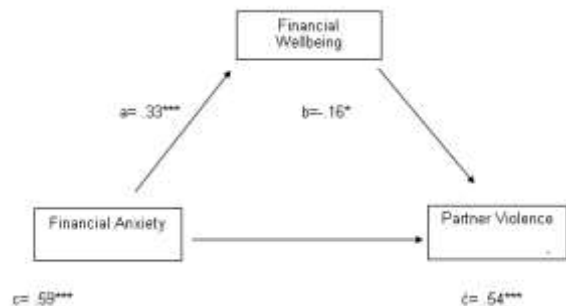 Financial
Wellbeing
a= .33***
b=-.16*
Financial Anxiety
Partner Violence
c= .59***
ć= .54***